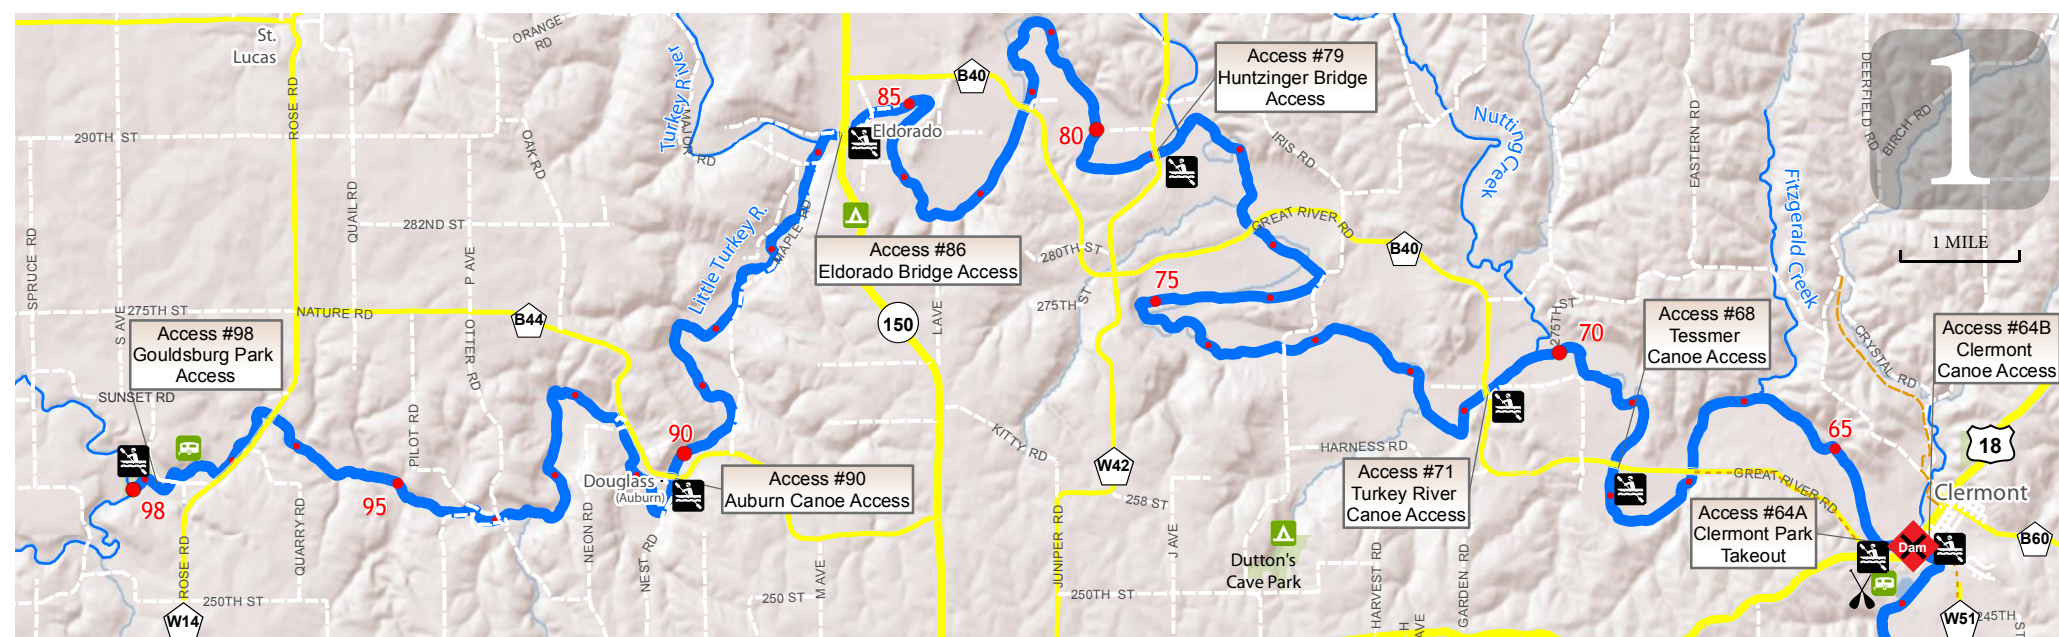 St.
Lucas
ROSE RD
ORANGE
RD
290TH ST
QUAIL RD
OAK RD
282ND ST
SPRUCE RD
S AVE
275TH ST
NATURE RD
P AVE
OTTER RD
B44
Access #98
Gouldsburg Park
Access
SUNSET RD
98
95
PILOT RD
QUARRY RD
ROSE RD
250TH ST
W14
Turkey River
MAJOR RD
Little Turkey R.
MAPLE RD
85
Eldorado
B40
Access #86
Eldorado Bridge Access
150
L AVE
90
Douglass
(Auburn)
Access #90
Auburn Canoe Access
NEON RD
NEST RD
250 ST
M AVE
80
Access #79
Huntzinger Bridge
Access
IRIS RD
GREAT RIVER RD
280TH ST
275TH ST
75
B40
KITTY RD
W42
258 ST
JUNIPER RD
J AVE
250TH ST
Dutton's
Cave Park
HARNESS RD
HARVEST RD
H
AVE
GARDEN RD
Access #71
Turkey River
Canoe Access
Nutting Creek
275TH ST
70
Access #68
Tessmer
Canoe Access
EASTERN RD
Fitzgerald Creek
DEERFIELD RD
BIRCH RD
1
1 MILE
CRYSTAL RD
Access #64B
Clermont
Canoe Access
65
18
GREAT RIVER RD
Clermont
Access #64A
Clermont Park
Takeout
Dam
B60
W51
245TH
ST